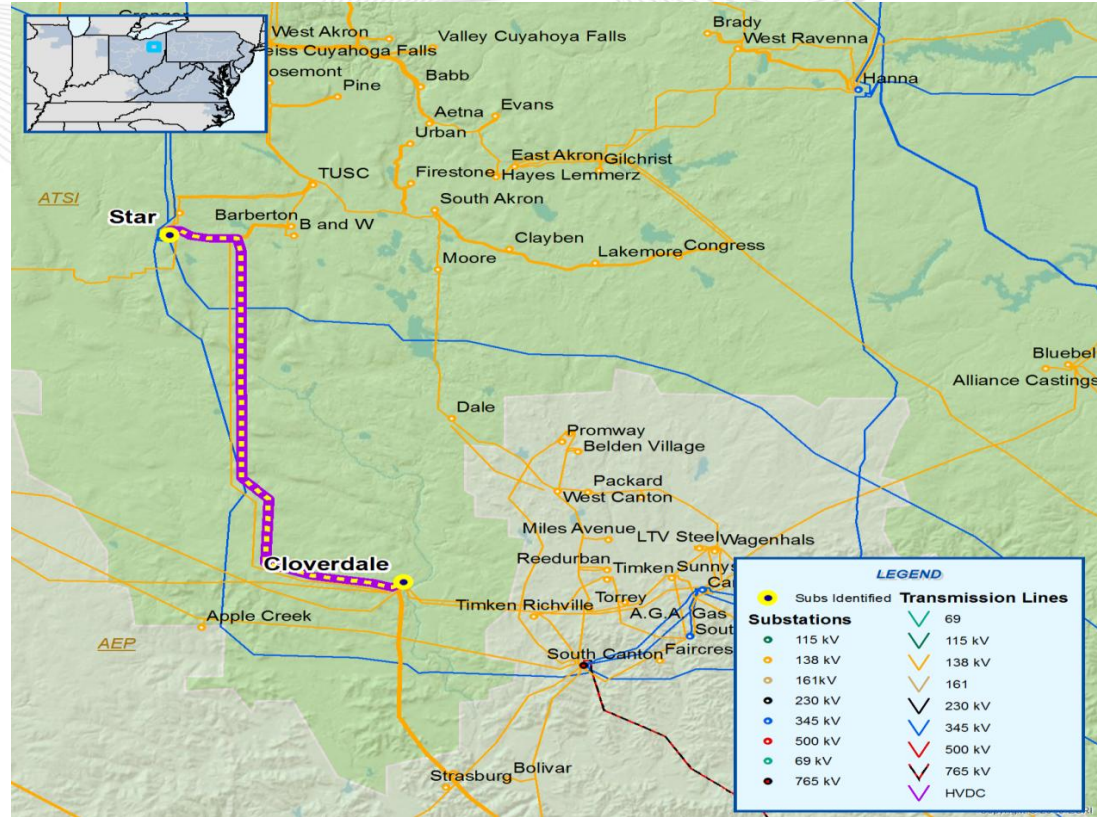 West Akron
Valley Cuyahoya Falls
Cuyahoga Falls
Brady
West Ravenna
Hanna
Pine
Babb
Aetna
Evans
Urban
East Akron
Gilchrist
Hayes Lemmerz
TUSC
Firestone
South Akron
ATSI
Star
Barberton
B and W
Clayben
Lakemore
Congress
Moore
Bluebel
Alliance Castings
Dale
Promway
Belden Village
Packard
West Canton
Miles Avenue
LTV Steel
Wagenhals
Reedurban
Timken
Sunnys
Cloverdale
Timken Richville
Torrey
A.G.A. Gas
Apple Creek
South Canton
Faircres
AEP
Strasburg
Bolivar
LEGEND
Subs Identified
Substations
115 kV
138 kV
161kV
230 kV
345 kV
500 kV
69 kV
765 kV
Transmission Lines
69
115 kV
138 kV
161
230 kV
345 kV
500 kV
765 kV
HVDC